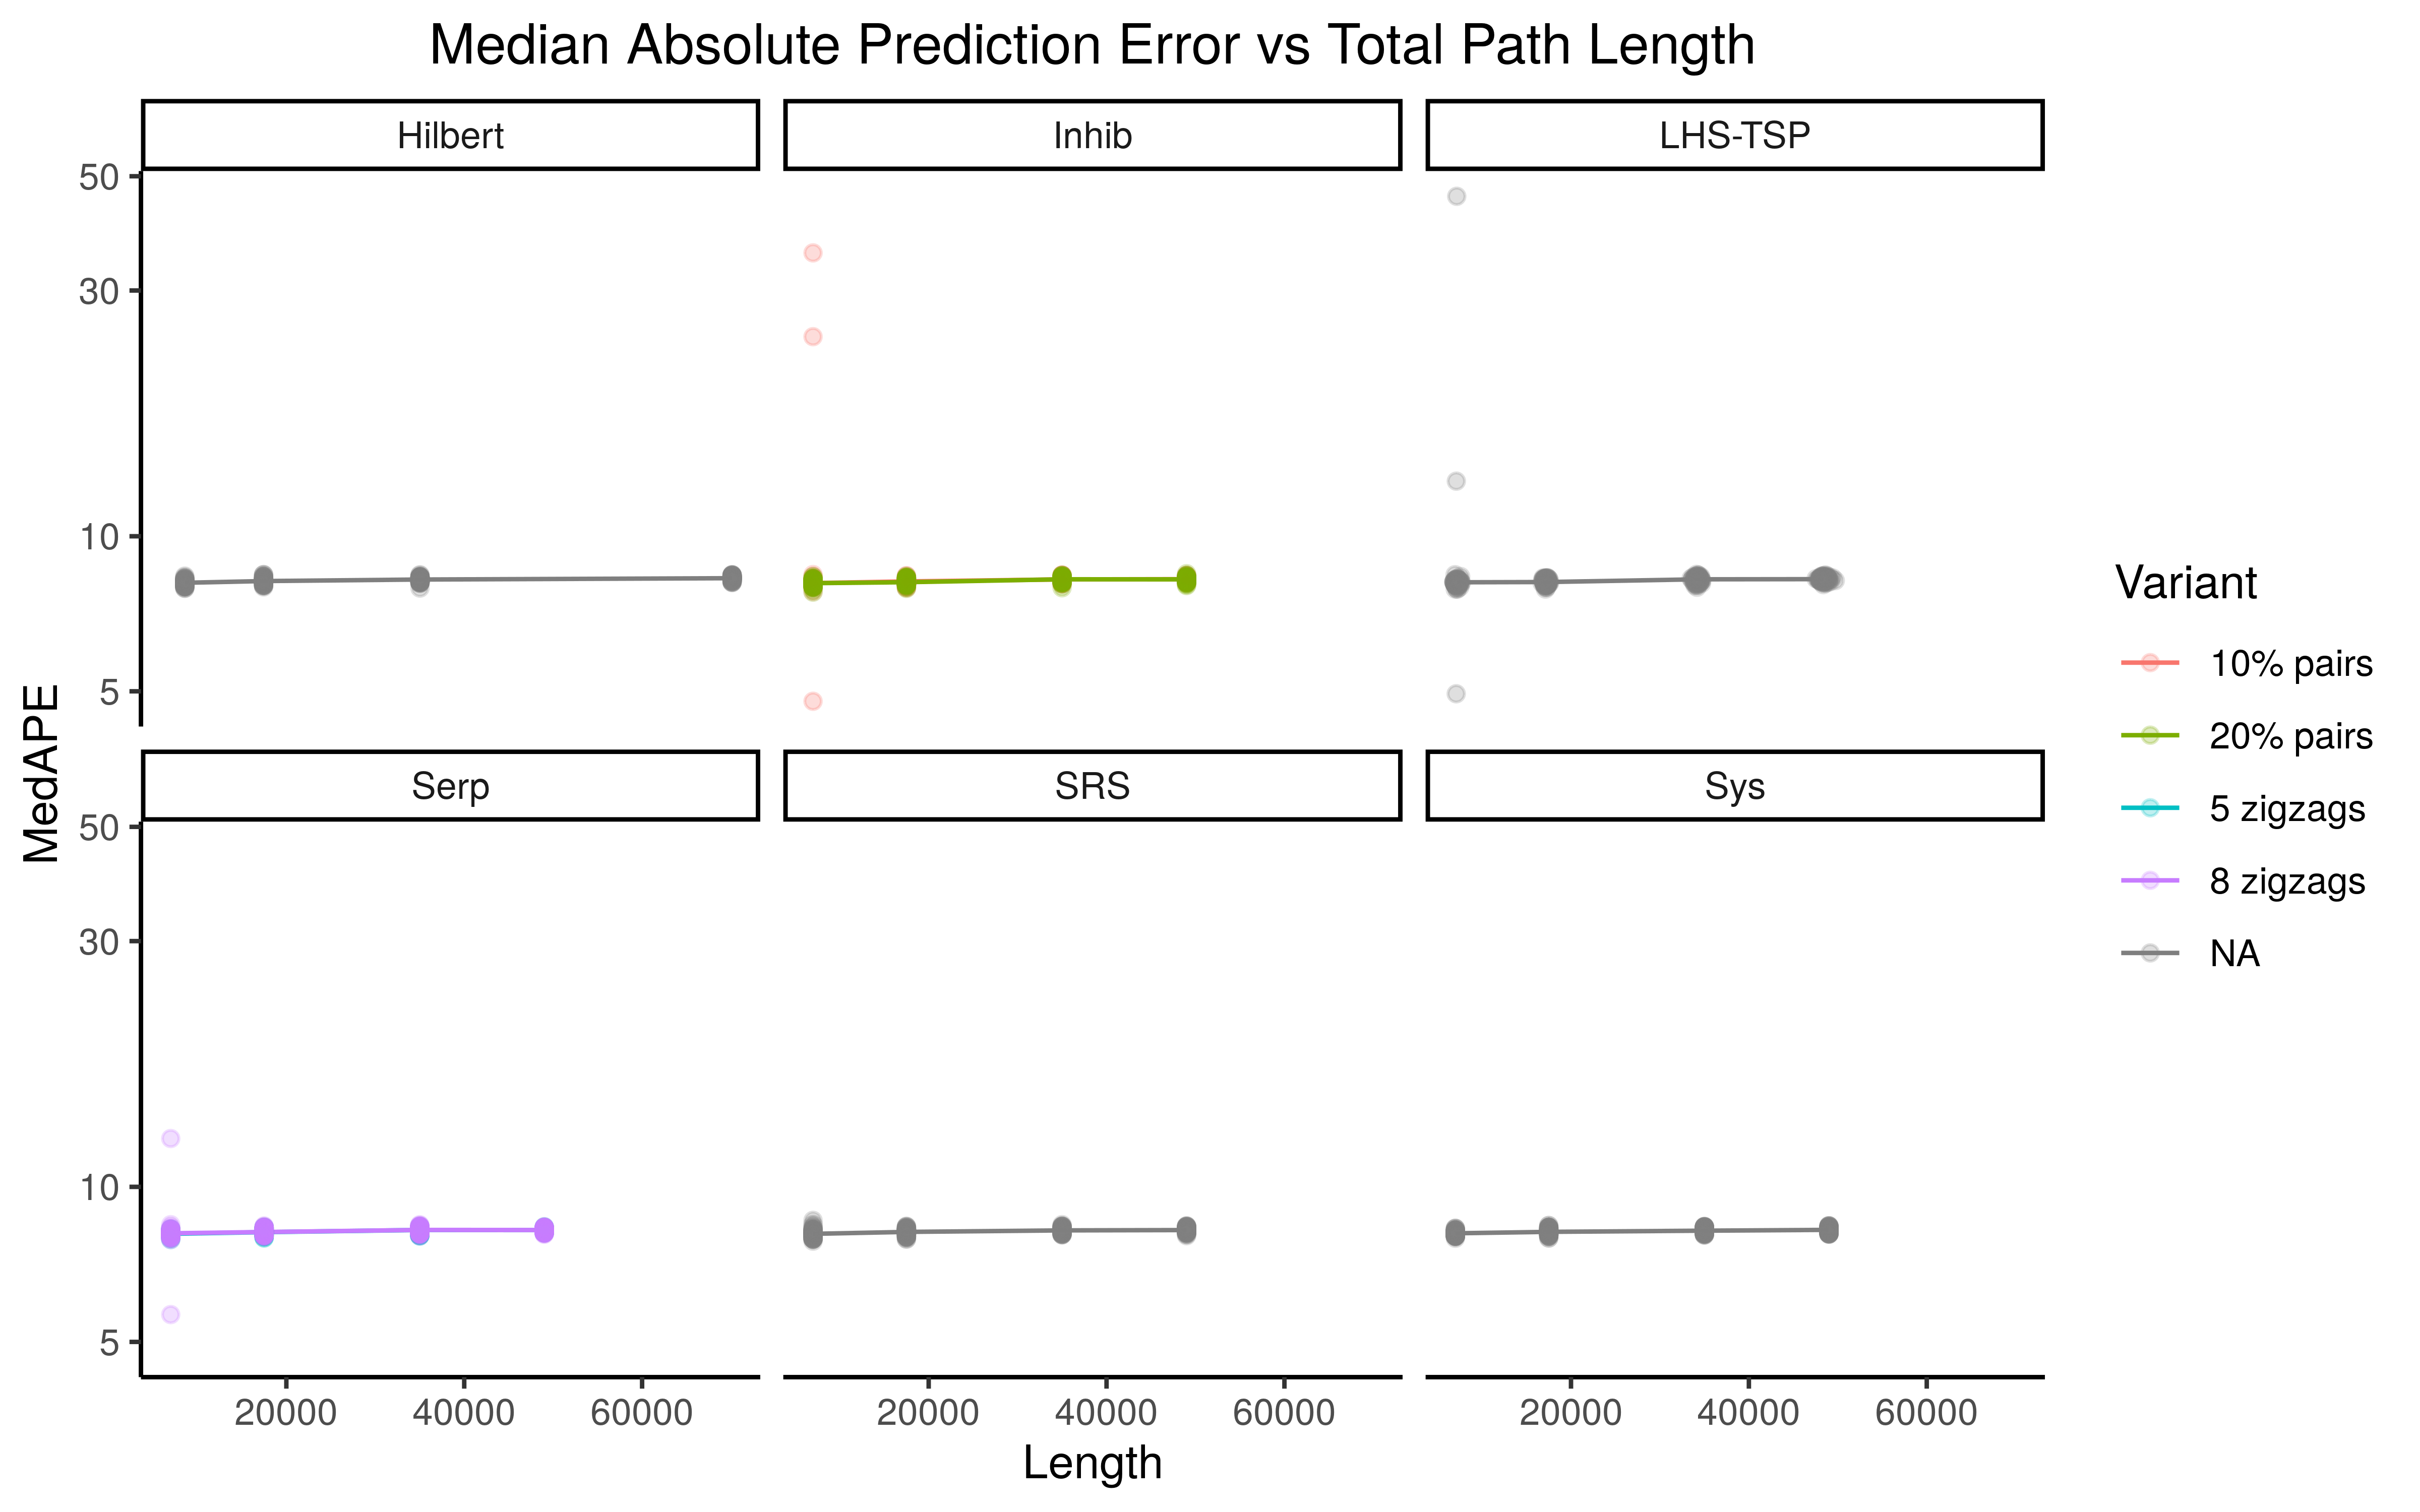 Median Absolute Prediction Error vs Total Path Length
Hilbert
Inhib
LHS-TSP
50
30
10
5
Serp
SRS
Sys
50
30
10
5
MedAPE
20000
40000
60000
20000
40000
60000
20000
40000
60000
Length
Variant
10% pairs
20% pairs
5 zigzags
8 zigzags
NA